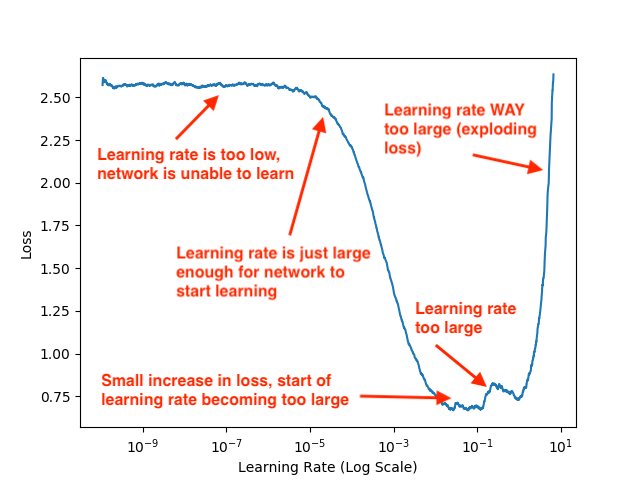 2.50
2.25
2.00
1.75
1.50
1.25
1.00
0.75
Loss
Learning rate WAY
too large (exploding
loss)
Learning rate is too low,
network is unable to learn
Learning rate is just large
enough for network to
start learning
Learning rate
too large
Small increase in loss, start of
learning rate becoming too large
10⁻⁹ 10⁻⁷ 10⁻⁵ 10⁻³ 10⁻¹ 10¹
Learning Rate (Log Scale)